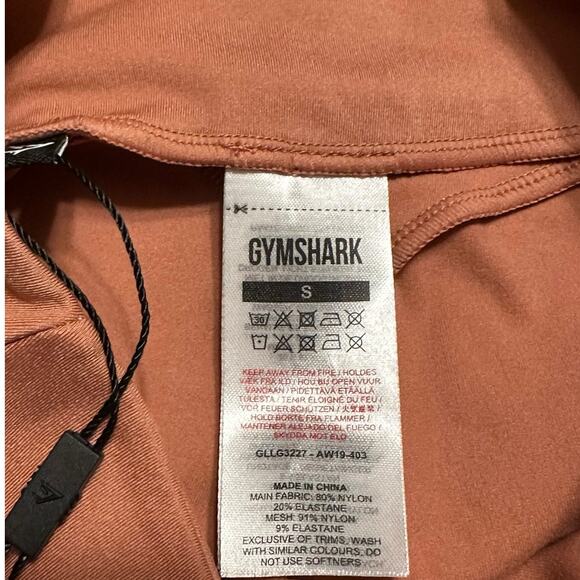 GYMSHARK
S
30
KEEP AWAY FROM FIRE / HOLDES
VÆK FRA ILD / HOU BIJ OPEN VUUR
VANDAAN / PIDETTÄVÄ ETÄÄLLÄ
TULESTA / TENIR ÉLOIGNÉ DU FEU /
VOR FEUER SCHÜTZEN / 火気厳禁 /
HOLD BORTE FRA FLAMMER /
MANTENER ALEJADO DEL FUEGO /
SKYDDA MOT ELD
GLLG3227 - AW19-403
MADE IN CHINA
MAIN FABRIC: 80% NYLON
20% ELASTANE
MESH: 91% NYLON
9% ELASTANE
EXCLUSIVE OF TRIMS. WASH
WITH SIMILAR COLOURS, DO
NOT USE SOFTNERS